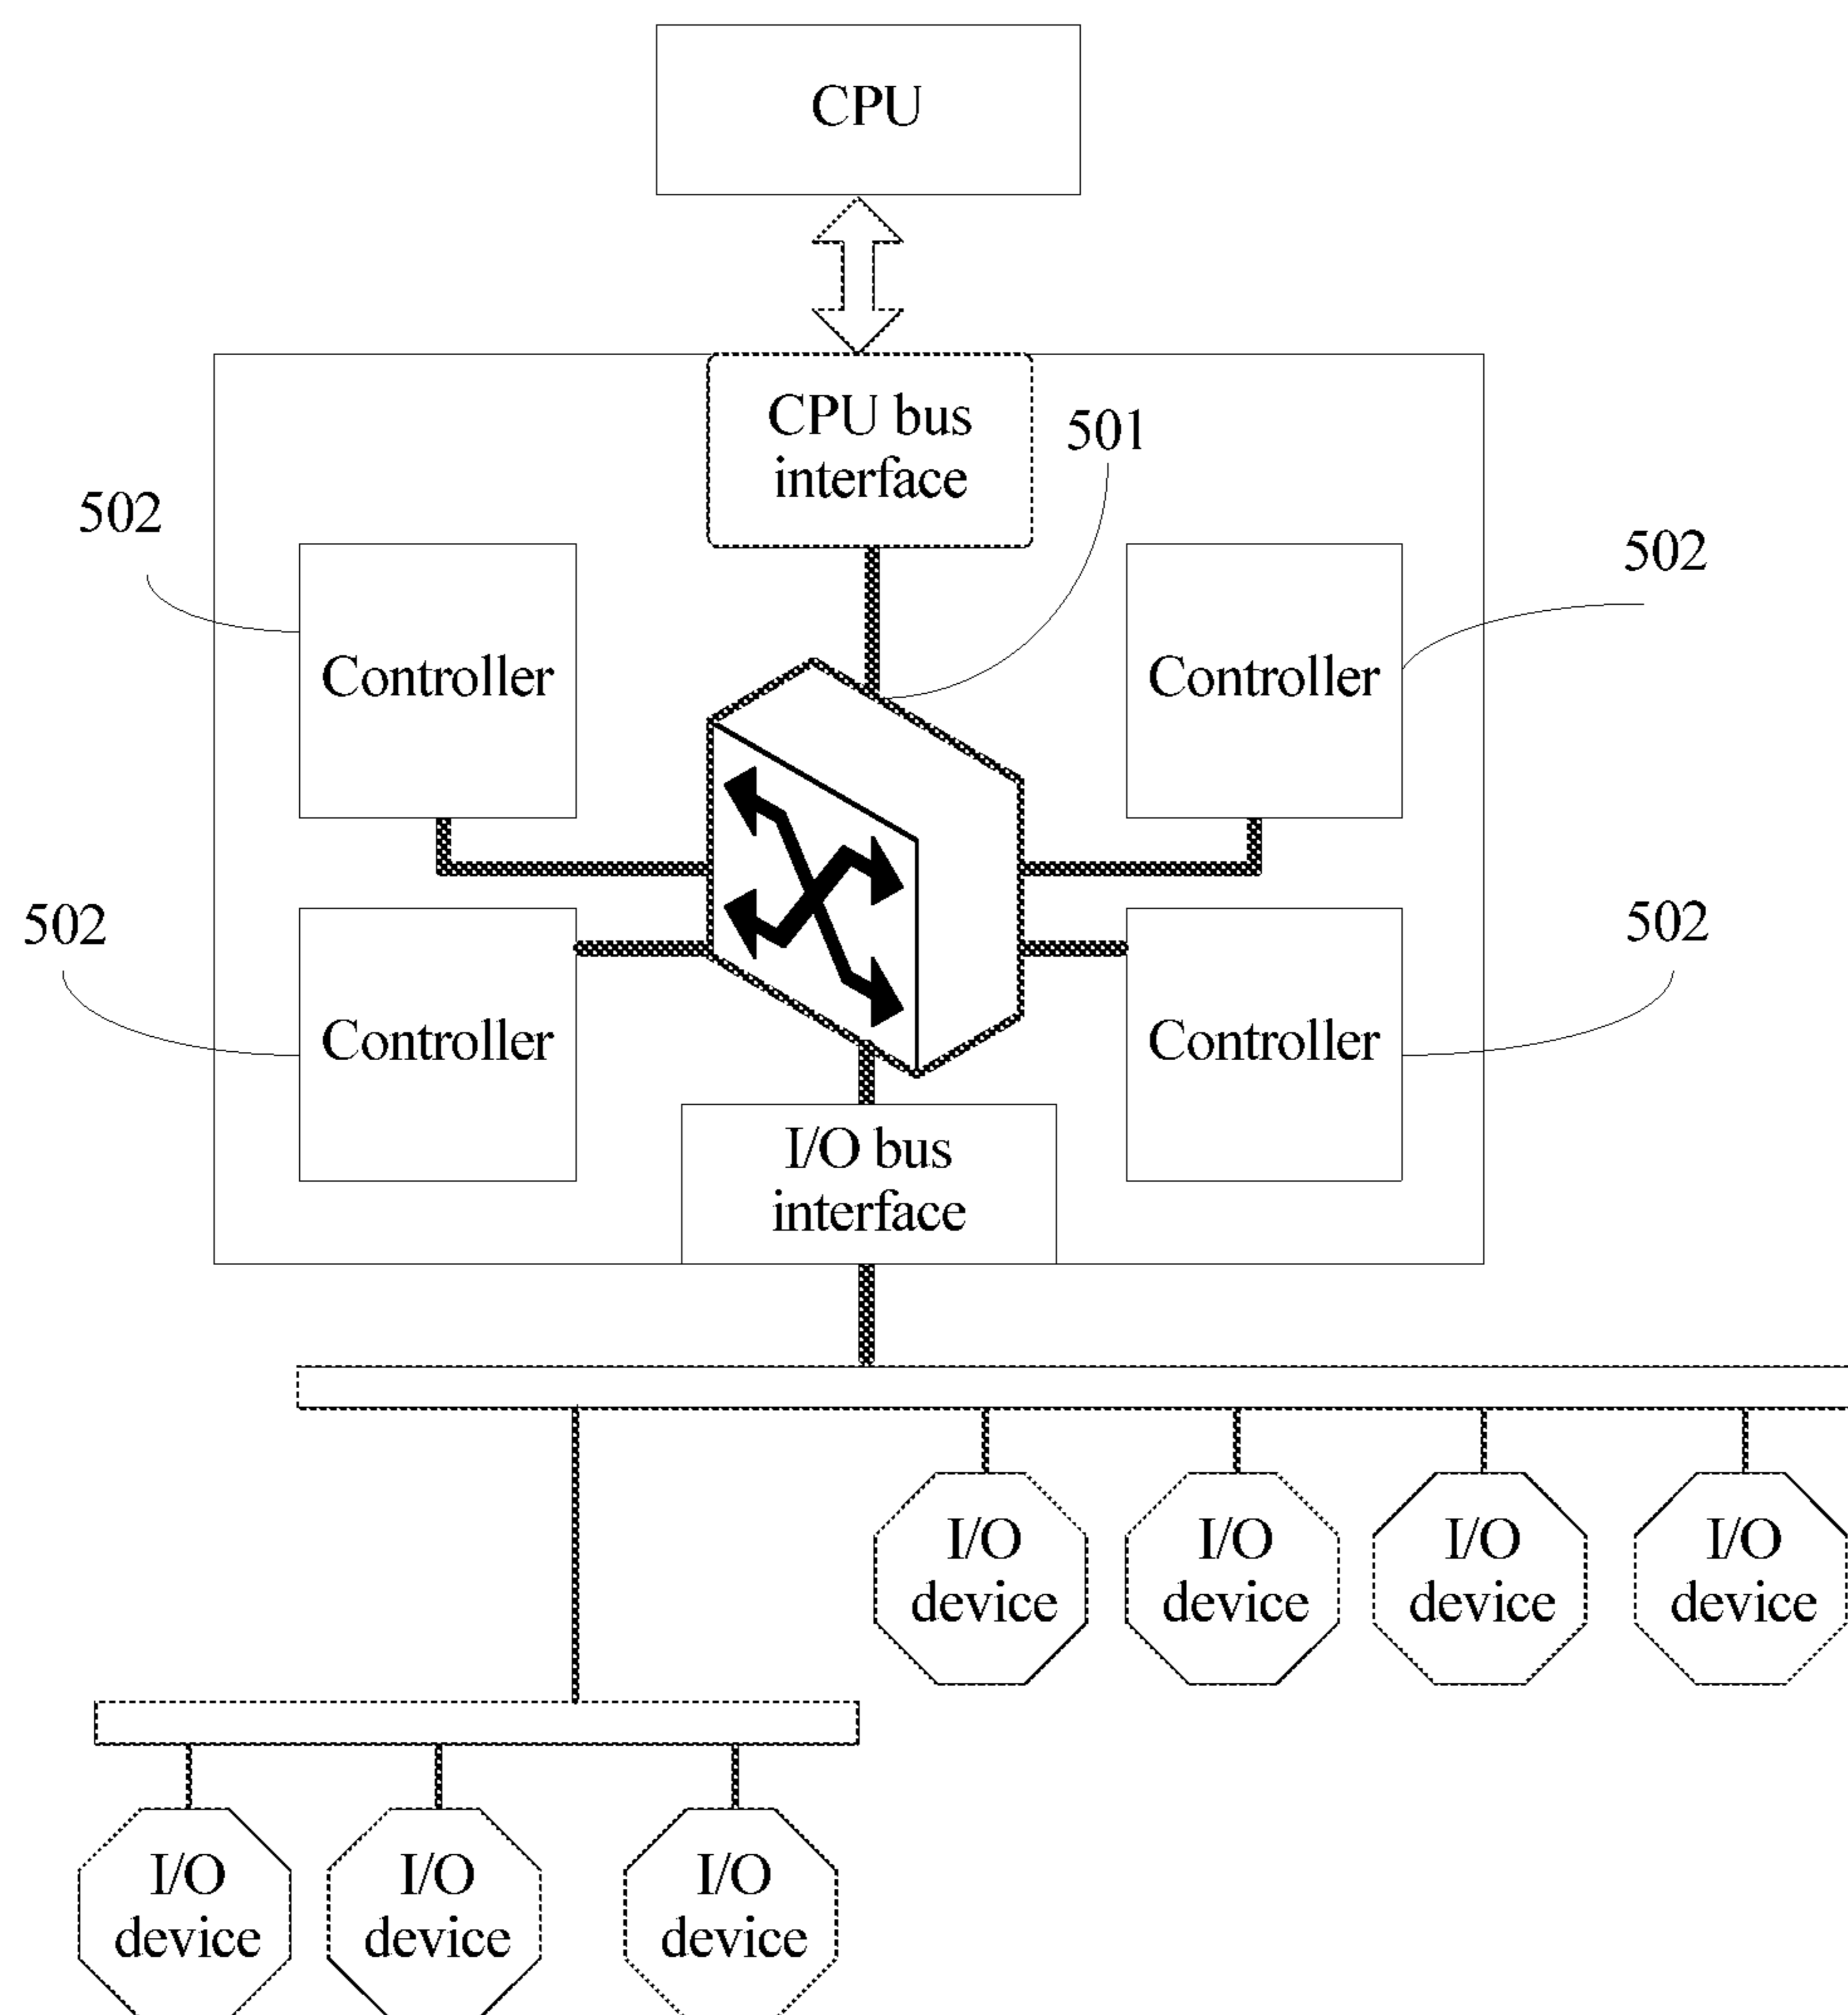 CPU
CPU bus
interface
501
502
502
Controller
Controller
502
502
Controller
Controller
I/O bus
interface
I/O
device
I/O
device
I/O
device
I/O
device
I/O
device
I/O
device
I/O
device